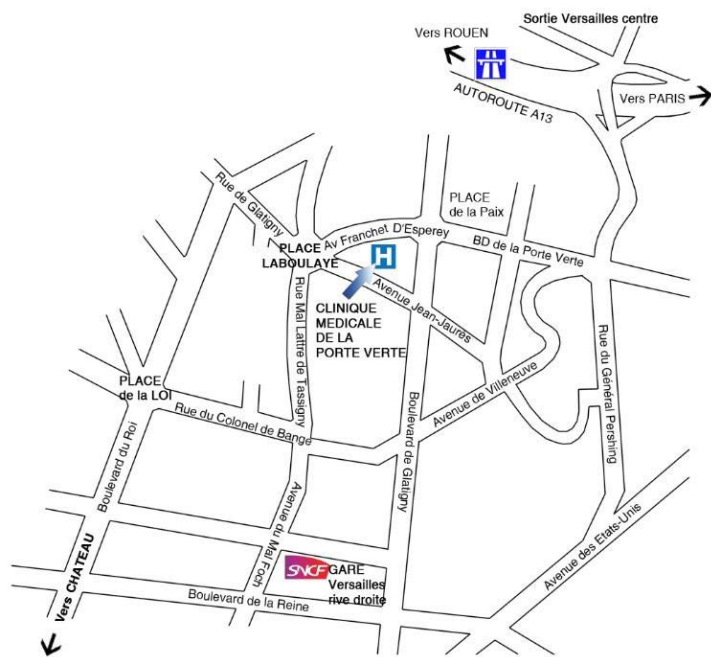 Sortie Versailles centre
Vers ROUEN
Vers PARIS
AUTOROUTE A13
Rue de Glatigny
PLACE
de la Paix
Av Franchet D'Esperey
BD de la Porte Verte
PLACE
LABOULAYE
H
Avenue Jean-Jaurès
CLINIQUE
MEDICALE
DE LA
PORTE VERTE
Rue Mal Lattre de Tassigny
Rue du Général Pershing
PLACE
de la LOI
Rue du Colonel de Bange
Avenue de Villeneuve
Boulevard de Glatigny
Boulevard du Roi
Avenue du Mal Foch
Avenue des Etats-Unis
SNCF
GARE
Versailles
rive droite
Boulevard de la Reine
Vers CHATEAU